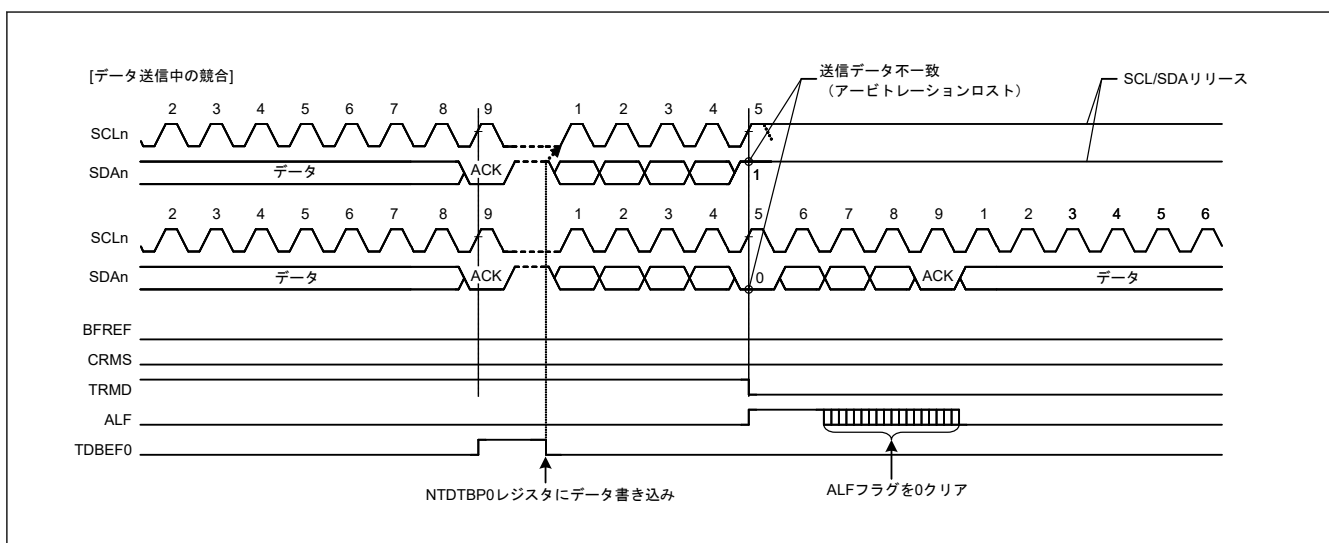 [データ送信中の競合]
送信データ不一致
（アービトレーションロスト）
SCL/SDAリリース
2 3 4 5 6 7 8 9 1 2 3 4 5
SCLn
SDAn データ ACK 1
2 3 4 5 6 7 8 9 1 2 3 4 5 6 7 8 9 1 2 3 4 5 6
SCLn
SDAn データ ACK 0 ACK データ
BFREF
CRMS
TRMD
ALF
TDBEF0
NTDTBP0レジスタにデータ書き込み
ALFフラグを0クリア